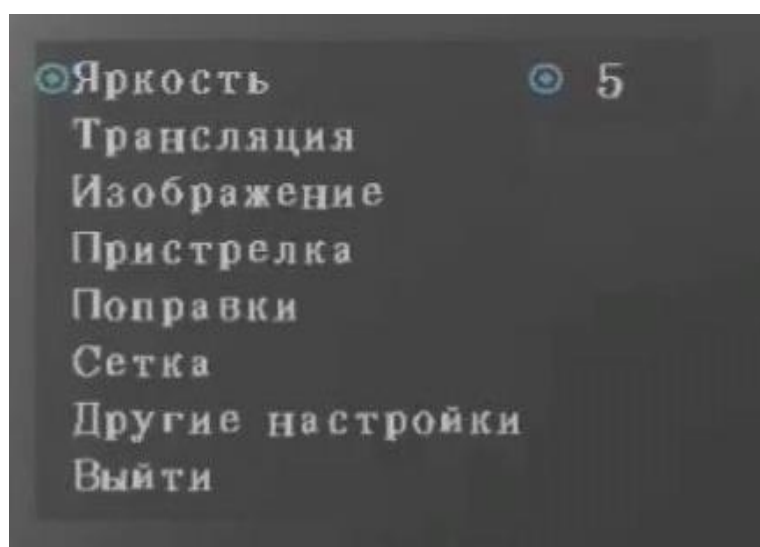 Яркость 5
Трансляция
Изображение
Пристрелка
Поправки
Сетка
Другие настройки
Выйти